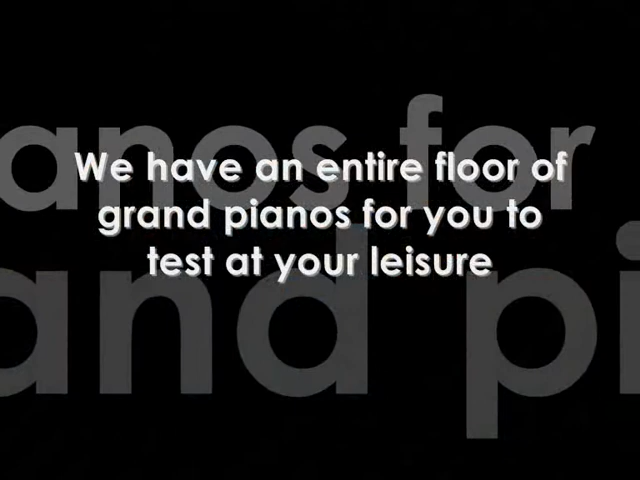 We have an entire floor of
grand pianos for you to
test at your leisure
anos for
and pi